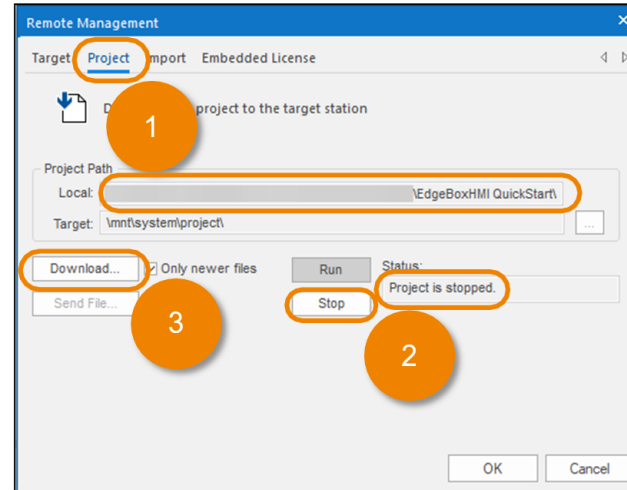 Remote Management
Target Project Import Embedded License
1
project to the target station
Project Path
Local: \EdgeBoxHMI QuickStart\
Target: \mnt\system\project\ ...
Download... Only newer files Run Status:
Send File... Stop Project is stopped.
3
2
OK Cancel